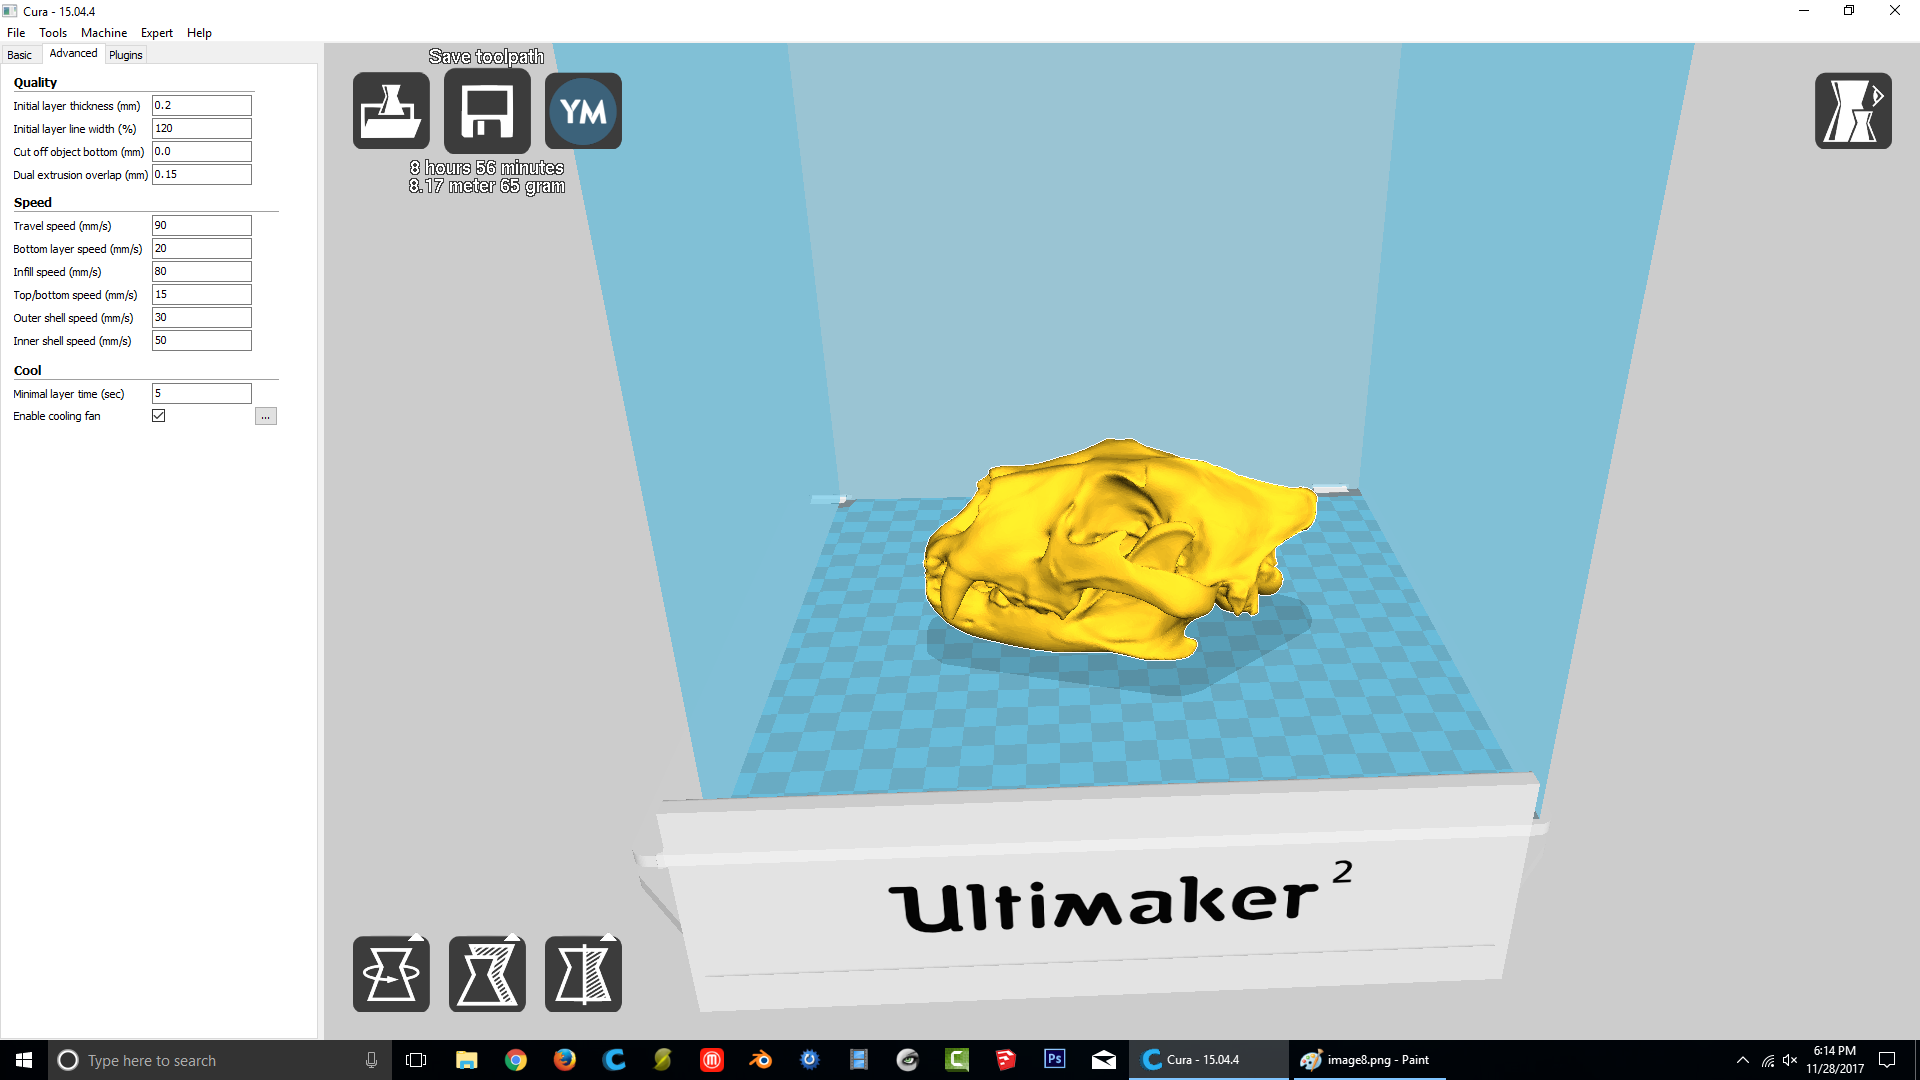 Cura - 15.04.4
File Tools Machine Expert Help
Basic Advanced Plugins
Quality
Initial layer thickness (mm) 0.2
Initial layer line width (%) 120
Cut off object bottom (mm) 0.0
Dual extrusion overlap (mm) 0.15
Speed
Travel speed (mm/s) 90
Bottom layer speed (mm/s) 20
Infill speed (mm/s) 80
Top/bottom speed (mm/s) 15
Outer shell speed (mm/s) 30
Inner shell speed (mm/s) 50
Cool
Minimal layer time (sec) 5
Enable cooling fan ...
Save toolpath
YM
8 hours 56 minutes
8.17 meter 65 gram
Ultimaker 2
Type here to search
Ps
Cura - 15.04.4
image8.png - Paint
6:14 PM
11/28/2017